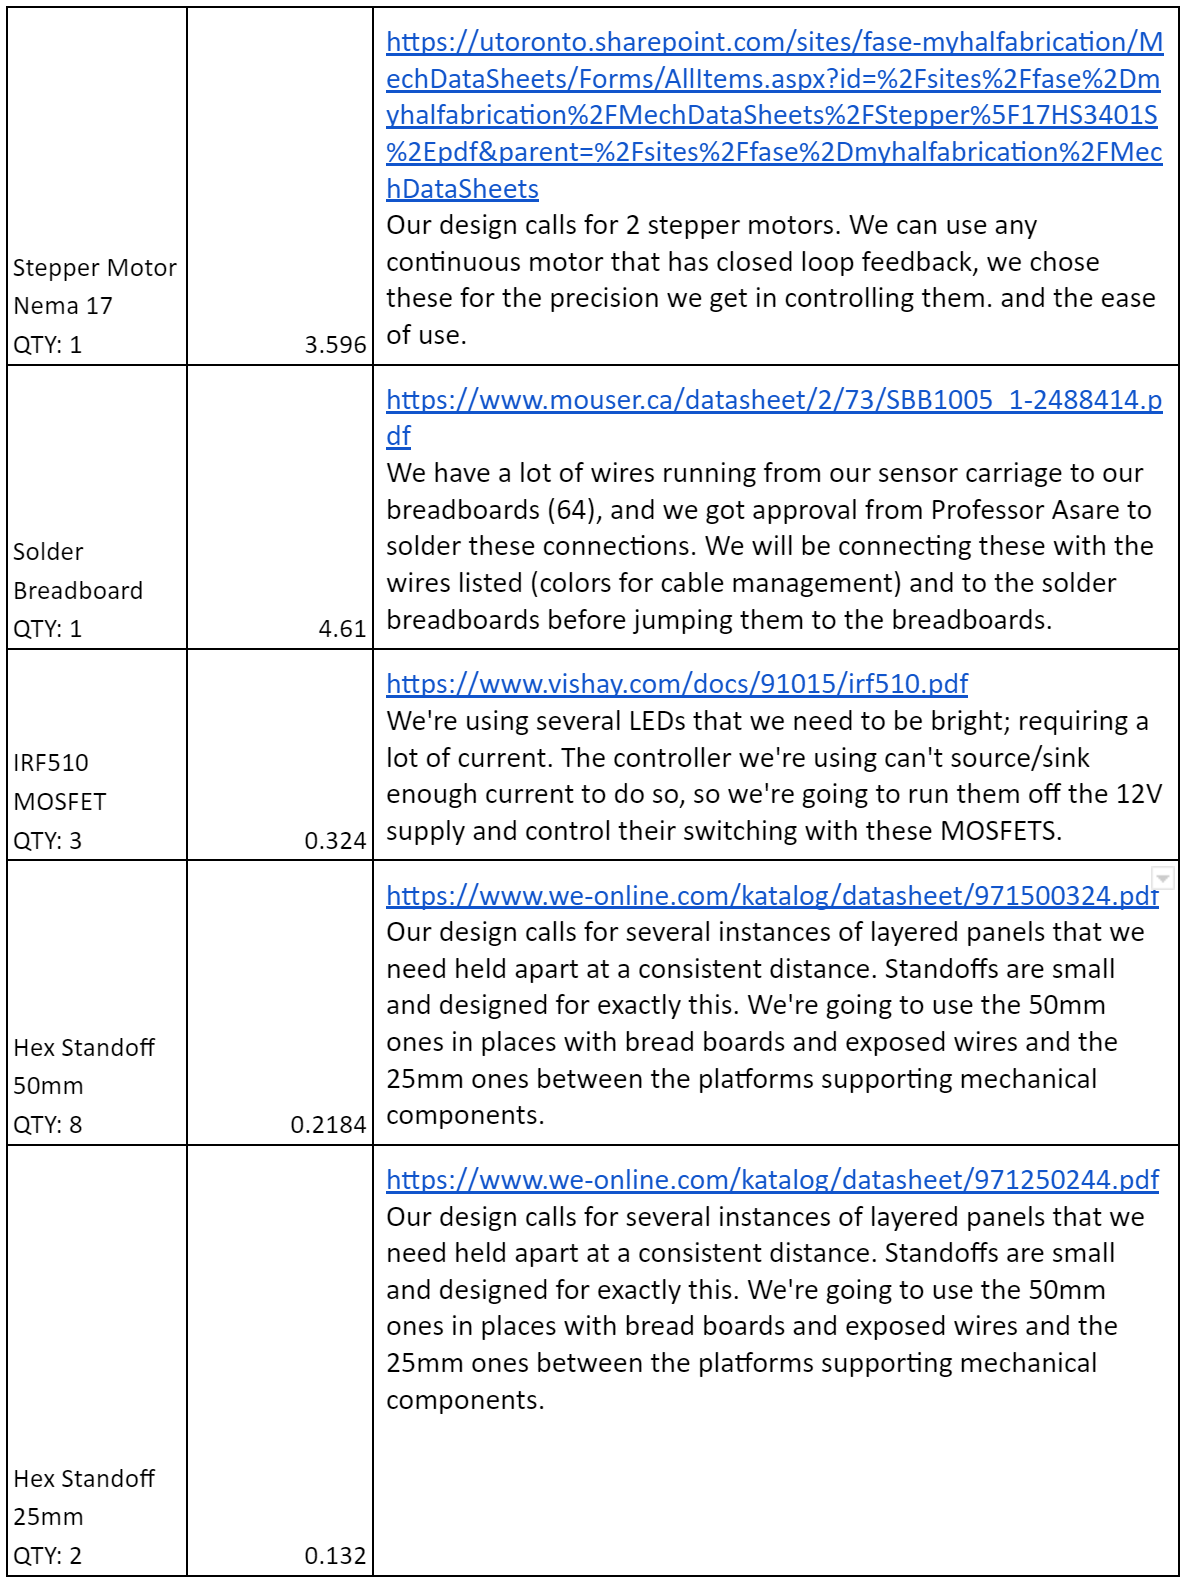 Stepper Motor
Nema 17
QTY: 1
3.596
https://utoronto.sharepoint.com/sites/fase-myhalfabrication/M
echDataSheets/Forms/AllItems.aspx?id=%2Fsites%2Ffase%2Dm
yhalfabrication%2FMechDataSheets%2FStepper%5F17HS3401S
%2Epdf&parent=%2Fsites%2Ffase%2Dmyhalfabrication%2FMec
hDataSheets
Our design calls for 2 stepper motors. We can use any
continuous motor that has closed loop feedback, we chose
these for the precision we get in controlling them. and the ease
of use.
Solder
Breadboard
QTY: 1
4.61
https://www.mouser.ca/datasheet/2/73/SBB1005_1-2488414.p
df
We have a lot of wires running from our sensor carriage to our
breadboards (64), and we got approval from Professor Asare to
solder these connections. We will be connecting these with the
wires listed (colors for cable management) and to the solder
breadboards before jumping them to the breadboards.
IRF510
MOSFET
QTY: 3
0.324
https://www.vishay.com/docs/91015/irf510.pdf
We're using several LEDs that we need to be bright; requiring a
lot of current. The controller we're using can't source/sink
enough current to do so, so we're going to run them off the 12V
supply and control their switching with these MOSFETS.
Hex Standoff
50mm
QTY: 8
0.2184
https://www.we-online.com/katalog/datasheet/971500324.pdf
Our design calls for several instances of layered panels that we
need held apart at a consistent distance. Standoffs are small
and designed for exactly this. We're going to use the 50mm
ones in places with bread boards and exposed wires and the
25mm ones between the platforms supporting mechanical
components.
Hex Standoff
25mm
QTY: 2
0.132
https://www.we-online.com/katalog/datasheet/971250244.pdf
Our design calls for several instances of layered panels that we
need held apart at a consistent distance. Standoffs are small
and designed for exactly this. We're going to use the 50mm
ones in places with bread boards and exposed wires and the
25mm ones between the platforms supporting mechanical
components.